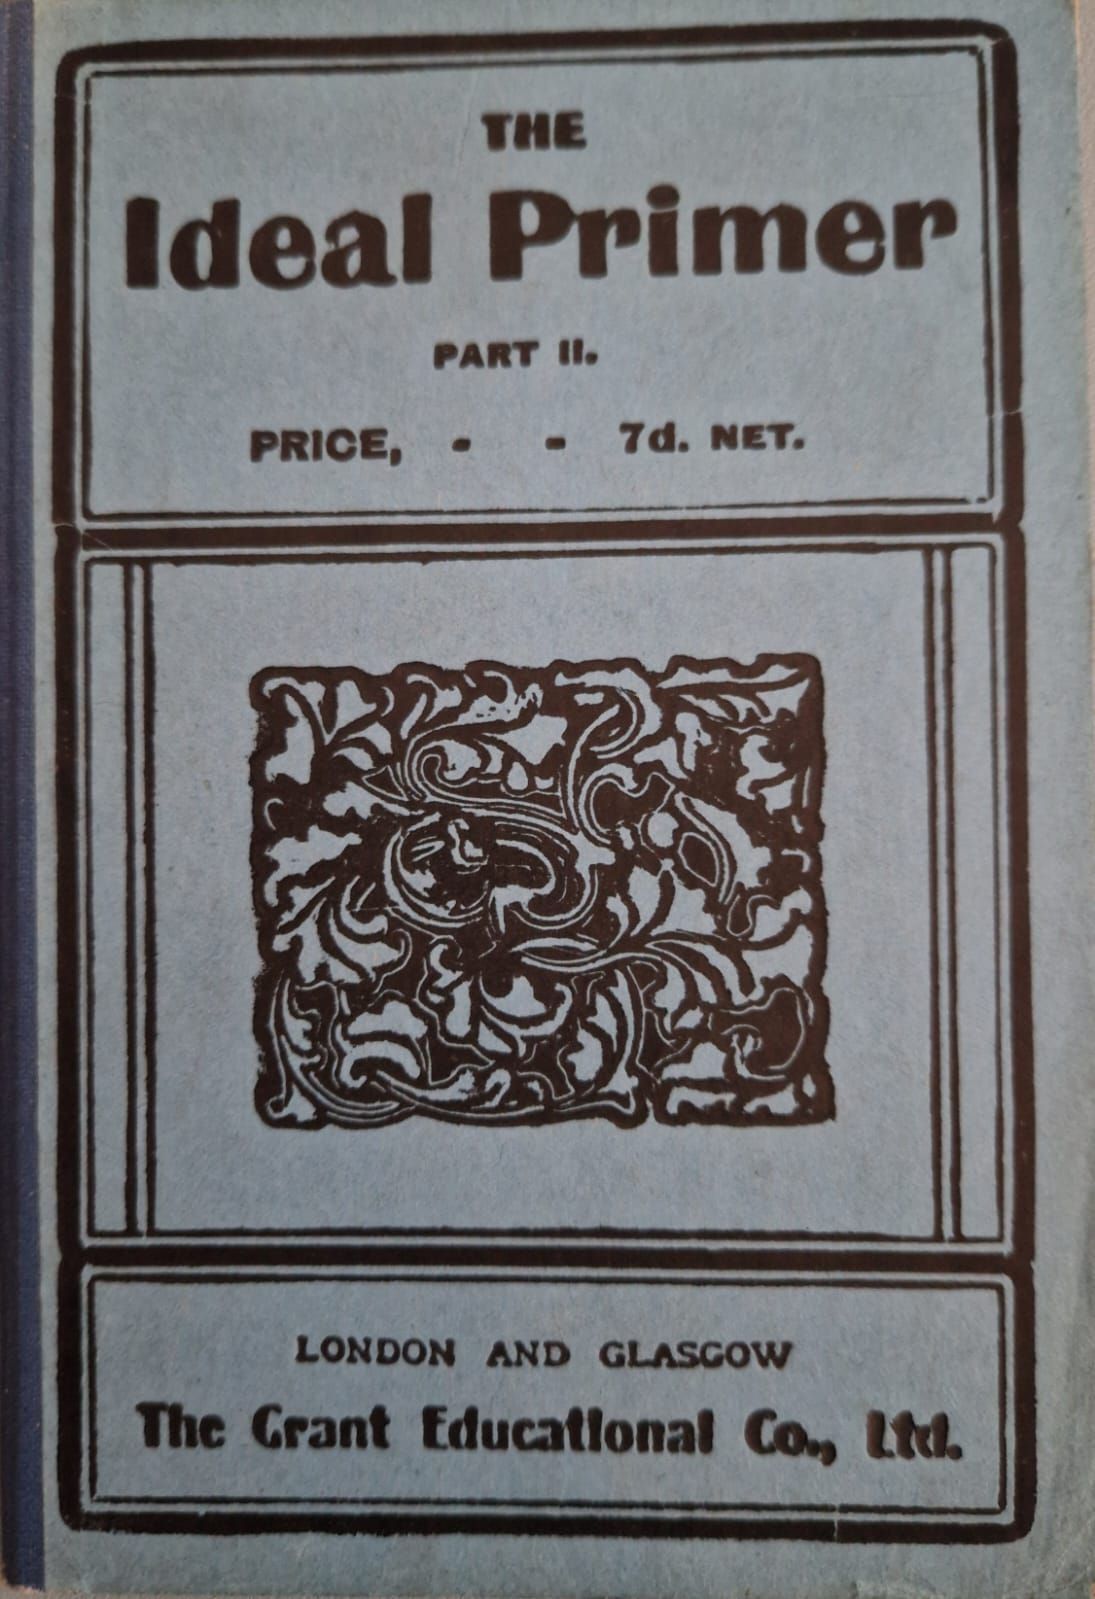 THE
Ideal Primer
PART II.
PRICE, - - 7d. NET.
LONDON AND GLASGOW
The Grant Educational Co., Ltd.